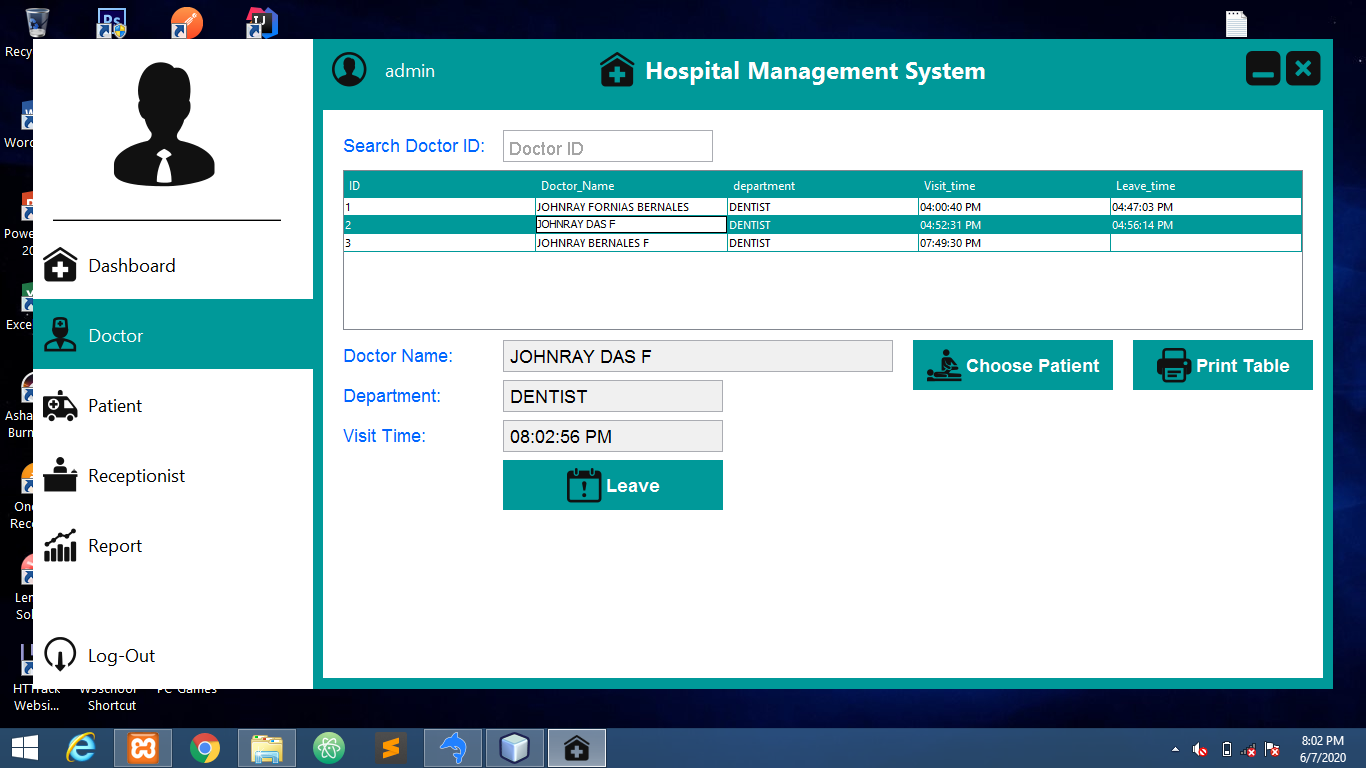 Recy
Word
Powe
20
Exce
Asha
Burn
On
Rec
Len
Sol
HTTrack
Websi...
W3school
Shortcut
PC Games
Ps
IJ
admin
Hospital Management System
Dashboard
Doctor
Patient
Receptionist
Report
Log-Out
Search Doctor ID: Doctor ID
ID Doctor_Name department Visit_time Leave_time
1 JOHNRAY FORNIAS BERNALES DENTIST 04:00:40 PM 04:47:03 PM
2 JOHNRAY DAS F DENTIST 04:52:31 PM 04:56:14 PM
3 JOHNRAY BERNALES F DENTIST 07:49:30 PM
Doctor Name: JOHNRAY DAS F
Choose Patient
Print Table
Department: DENTIST
Visit Time: 08:02:56 PM
Leave
8:02 PM
6/7/2020